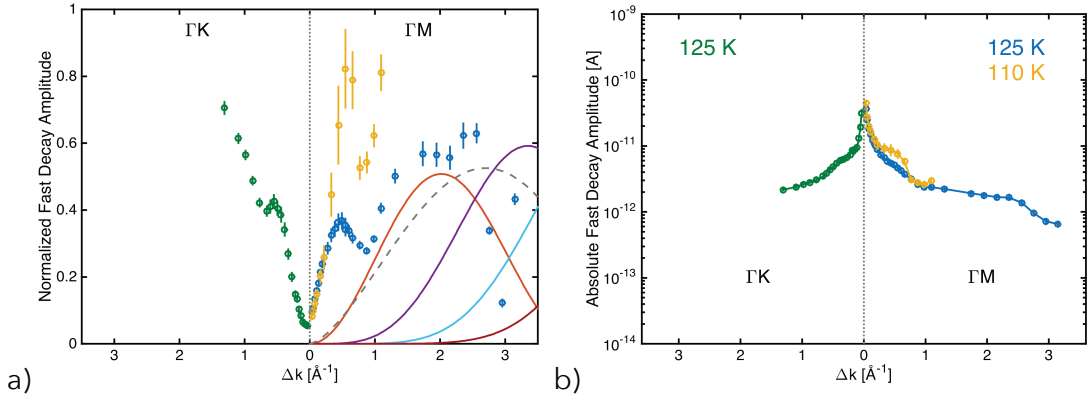 1
0.8
0.6
0.4
0.2
0
Normalized Fast Decay Amplitude
ΓK
ΓM
3
2
1
0
1
2
3
Δk [Å⁻¹]
a)
10⁻⁹
10⁻¹⁰
10⁻¹¹
10⁻¹²
10⁻¹³
10⁻¹⁴
Absolute Fast Decay Amplitude [A]
125 K
125 K
110 K
ΓK
ΓM
3
2
1
0
1
2
3
Δk [Å⁻¹]
b)